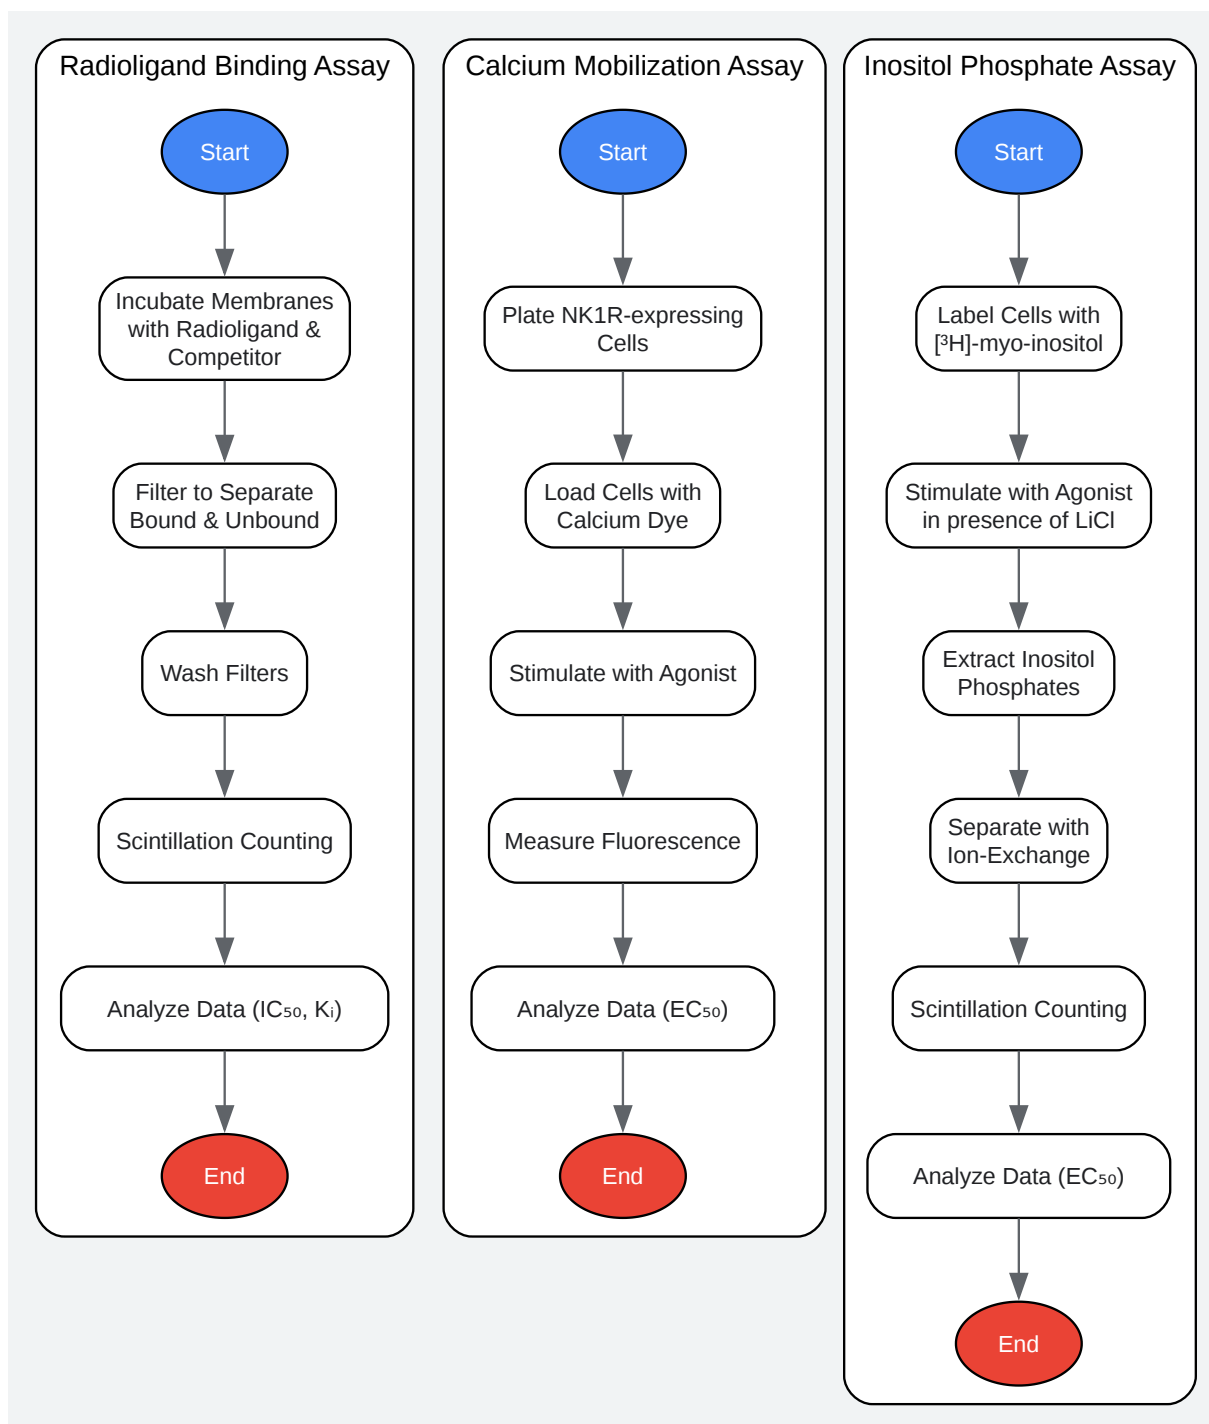 Radioligand Binding Assay
Start
Incubate Membranes
with Radioligand &
Competitor
Filter to Separate
Bound & Unbound
Wash Filters
Scintillation Counting
Analyze Data (IC₅₀, Kᵢ)
End
Calcium Mobilization Assay
Start
Plate NK1R-expressing
Cells
Load Cells with
Calcium Dye
Stimulate with Agonist
Measure Fluorescence
Analyze Data (EC₅₀)
End
Inositol Phosphate Assay
Start
Label Cells with
[³H]-myo-inositol
Stimulate with Agonist
in presence of LiCl
Extract Inositol
Phosphates
Separate with
Ion-Exchange
Scintillation Counting
Analyze Data (EC₅₀)
End